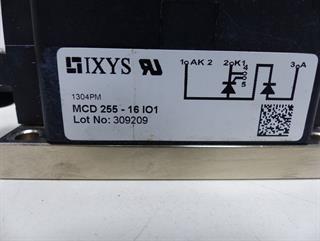 IXYS
1 AK 2 2 K1 3 A
4 5
1304PM
MCD 255 - 16 IO1
Lot No: 309209